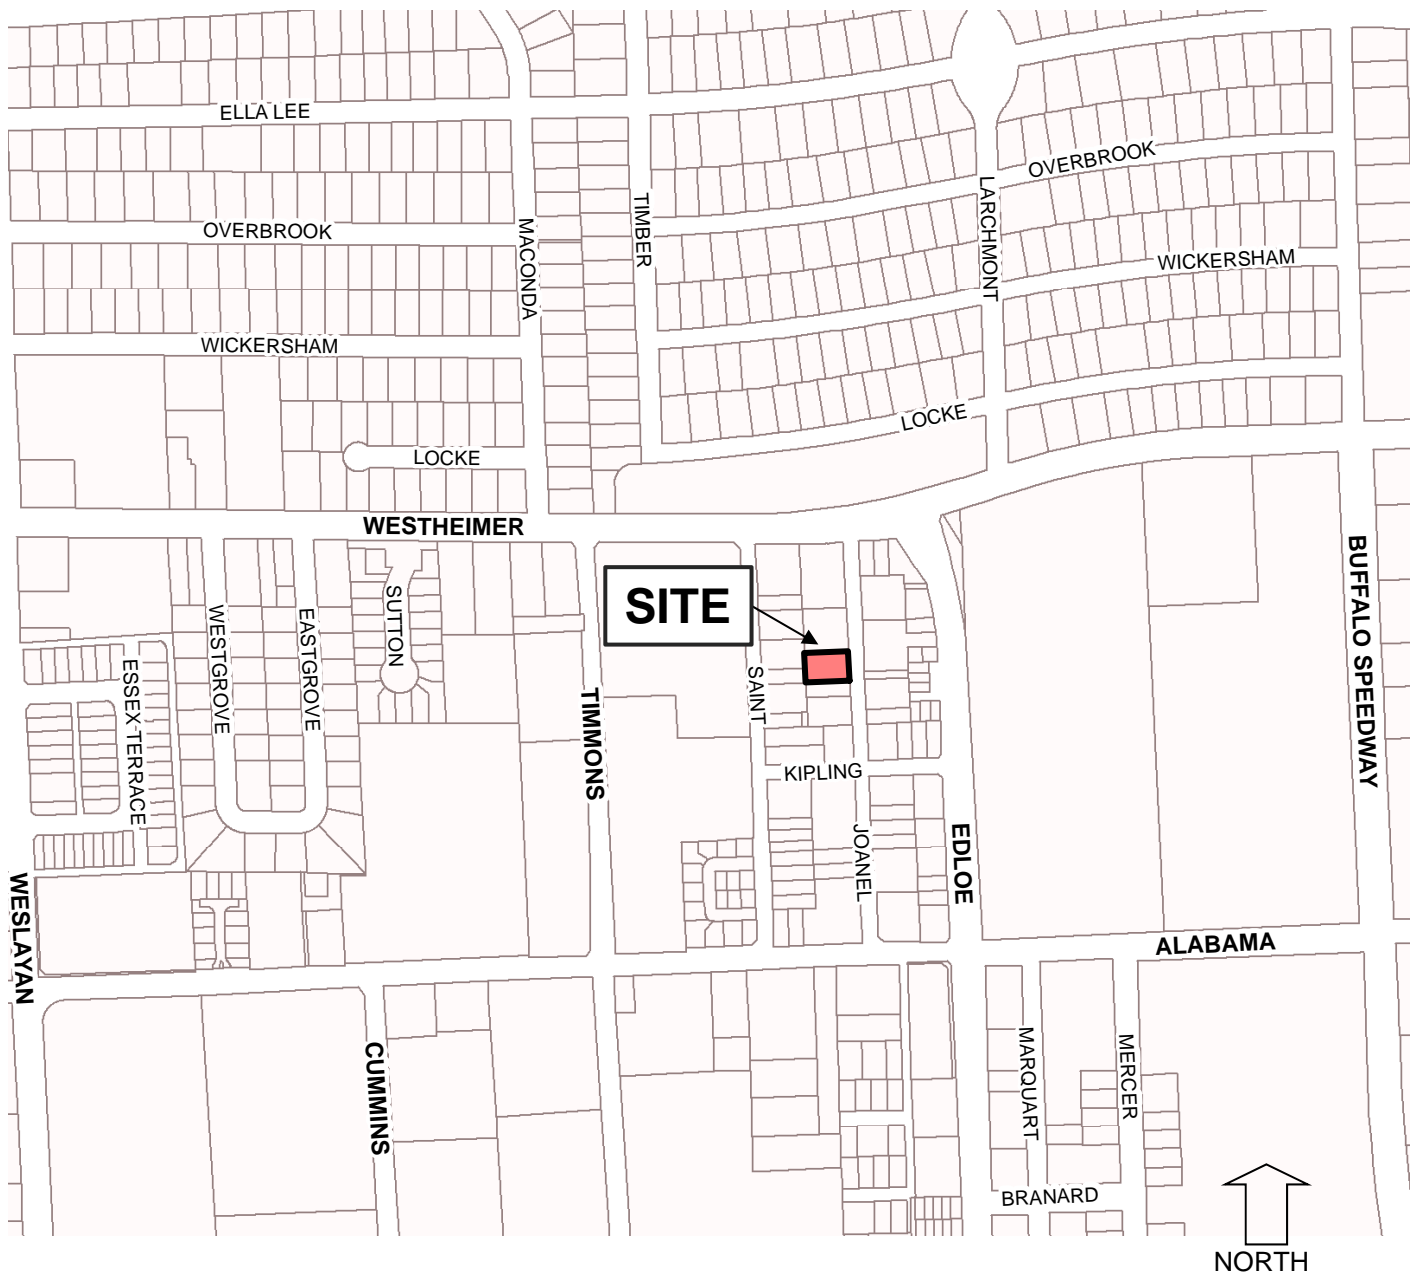 ELLA LEE
OVERBROOK
TIMBER
LARCHMONT
OVERBROOK
MACONDA
WICKERSHAM
WICKERSHAM
LOCKE
LOCKE
WESTHEIMER
BUFFALO SPEEDWAY
SITE
SUTTON
WESTGROVE
EASTGROVE
ESSEX TERRACE
SAINT
TIMMONS
KIPLING
JOANEL
EDLOE
WESLAYAN
ALABAMA
CUMMINS
MARQUART
MERCER
BRANARD
NORTH